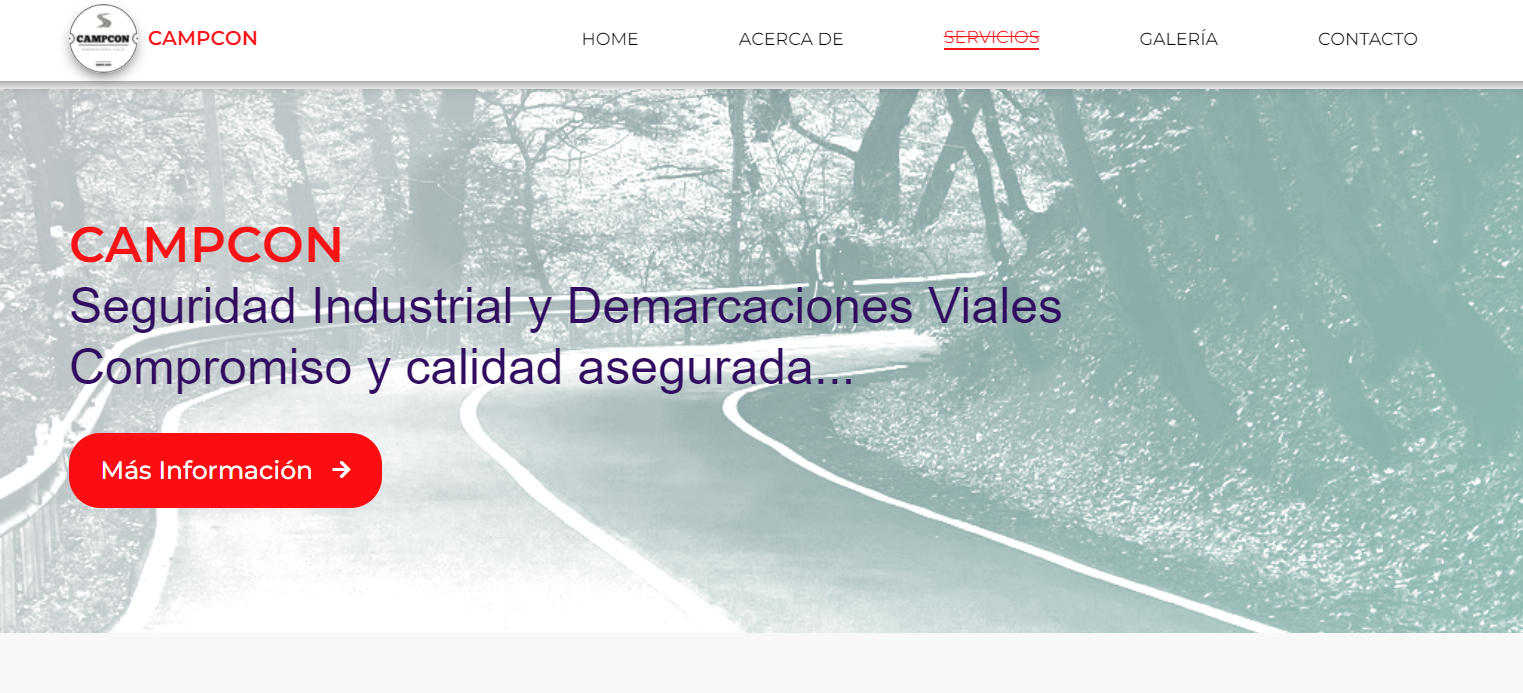 CAMPCON
CAMPCON
HOME
ACERCA DE
SERVICIOS
GALERÍA
CONTACTO
CAMPCON
Seguridad Industrial y Demarcaciones Viales
Compromiso y calidad asegurada...
Más Información